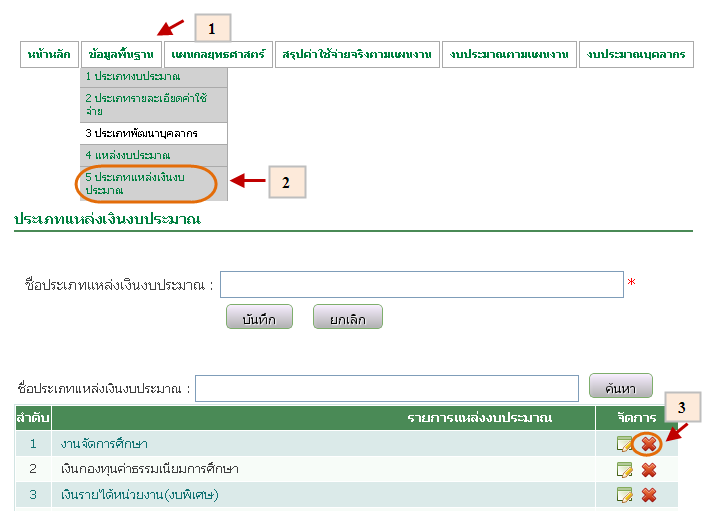 1
หน้าหลัก ข้อมูลพื้นฐาน แผนกลยุทธศาสตร์ สรุปค่าใช้จ่ายจริงตามแผนงาน งบประมาณตามแผนงาน งบประมาณบุคลากร
1 ประเภทงบประมาณ
2 ประเภทรายละเอียดค่าใช้
จ่าย
3 ประเภทพัฒนาบุคลากร
4 แหล่งงบประมาณ
5 ประเภทแหล่งเงินงบ
ประมาณ
2
ประเภทแหล่งเงินงบประมาณ
ชื่อประเภทแหล่งเงินงบประมาณ : *
บันทึก ยกเลิก
ชื่อประเภทแหล่งเงินงบประมาณ : ค้นหา
3
ลำดับ รายการแหล่งงบประมาณ จัดการ
1 งานจัดการศึกษา
2 เงินกองทุนค่าธรรมเนียมการศึกษา
3 เงินรายได้หน่วยงาน(งบพิเศษ)